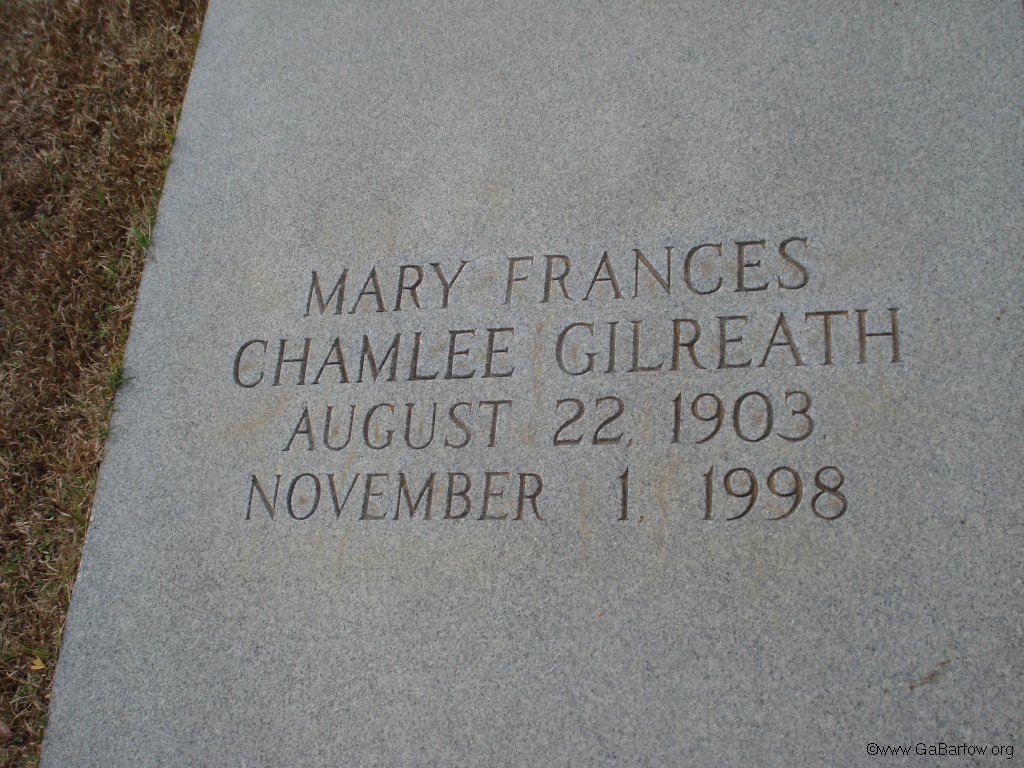 MARY FRANCES
CHAMLEE GILREATH
AUGUST 22, 1903
NOVEMBER 1, 1998
©www.GaBartow.org